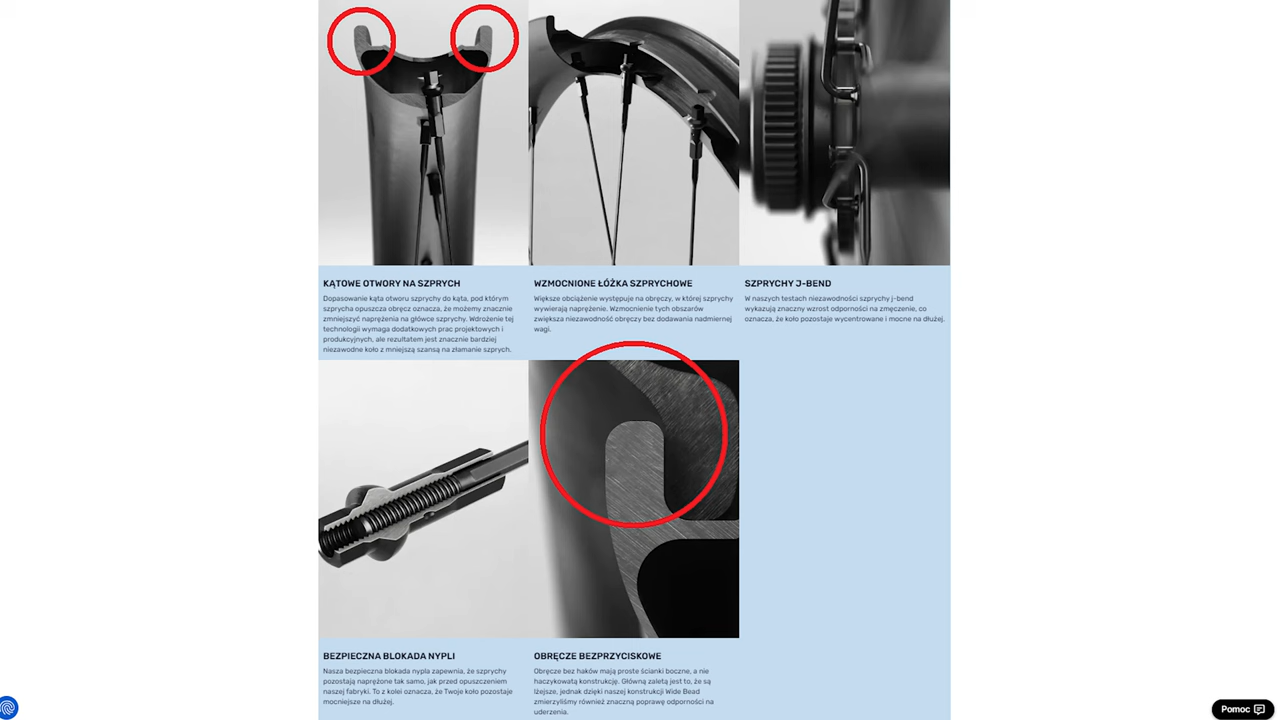 KĄTOWE OTWORY NA SZPRYCH
Dopasowanie kąta otworu szprychy do kąta, pod którym
szprycha opuszcza obręcz oznacza, że możemy znacznie
zmniejszyć naprężenia na główce szprychy. Wdrożenie tej
technologii wymaga dodatkowych prac projektowych i
produkcyjnych, ale rezultatem jest znacznie bardziej
niezawodne koło z mniejszą szansą na złamanie szprych.
WZMOCNIONE ŁÓŻKA SZPRYCHOWE
Większe obciążenie występuje na obręczy, w której szprychy
wywierają naprężenie. Wzmocnienie tych obszarów
zwiększa niezawodność obręczy bez dodawania nadmiernej
wagi.
SZPRYCHY J-BEND
W naszych testach niezawodności szprychy j-bend
wykazują znaczny wzrost odporności na zmęczenie, co
oznacza, że koło pozostaje wycentrowane i mocne na dłużej.
BEZPIECZNA BLOKADA NYPLI
Nasza bezpieczna blokada nypla zapewnia, że szprychy
pozostają naprężone tak samo, jak przed opuszczeniem
naszej fabryki. To z kolei oznacza, że Twoje koło pozostaje
mocniejsze na dłużej.
OBRĘCZE BEZPRZYCISKOWE
Obręcze bez haków mają proste ścianki boczne, a nie
haczykowatą konstrukcję. Główną zaletą jest to, że są
lżejsze, jednak dzięki naszej konstrukcji Wide Bead
zmierzyliśmy również znaczną poprawę odporności na
uderzenia.
Pomoc